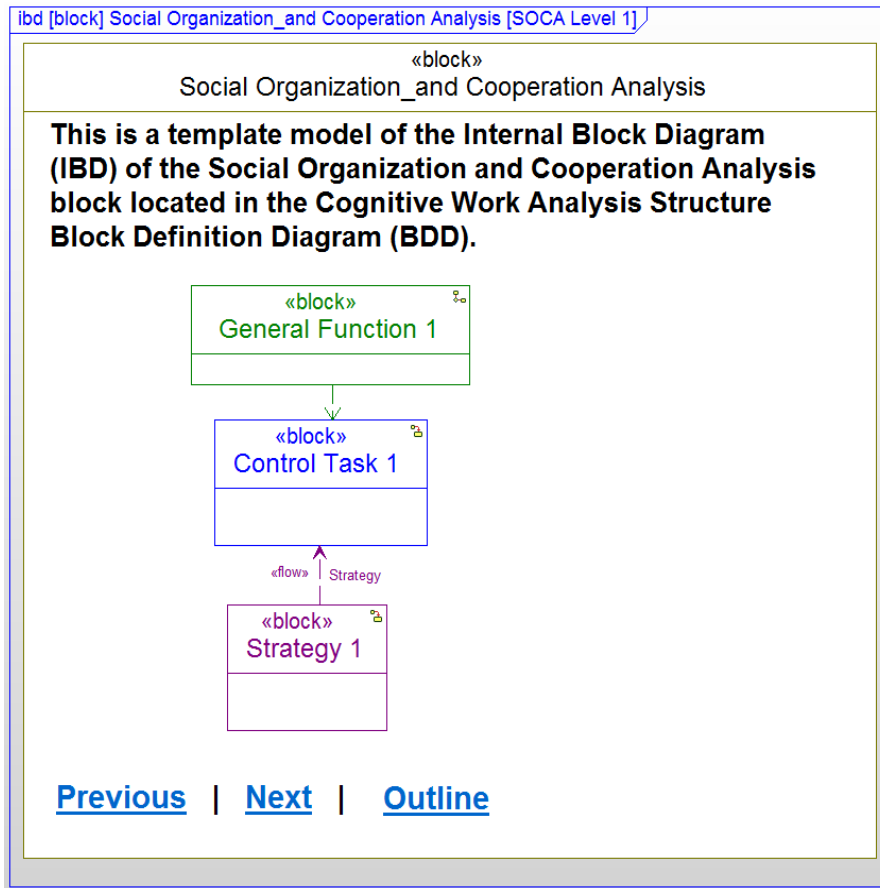 ibd [block] Social Organization_and Cooperation Analysis [SOCA Level 1]
«block»
Social Organization_and Cooperation Analysis
This is a template model of the Internal Block Diagram
(IBD) of the Social Organization and Cooperation Analysis
block located in the Cognitive Work Analysis Structure
Block Definition Diagram (BDD).
«block»
General Function 1
«block»
Control Task 1
«flow» Strategy
«block»
Strategy 1
Previous | Next | Outline